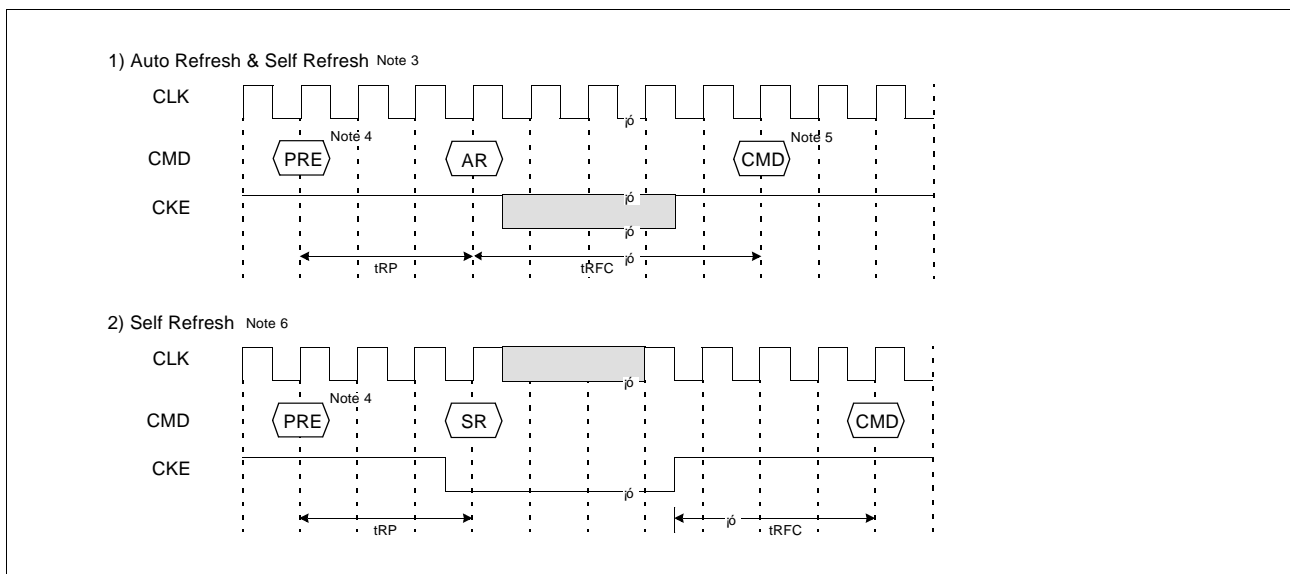 1) Auto Refresh & Self Refresh Note 3
CLK
¡ó
CMD
PRE
Note 4
AR
CMD
Note 5
CKE
¡ó
¡ó
tRP
tRFC
¡ó
2) Self Refresh Note 6
CLK
¡ó
CMD
PRE
Note 4
SR
CMD
CKE
¡ó
tRP
¡ó
tRFC